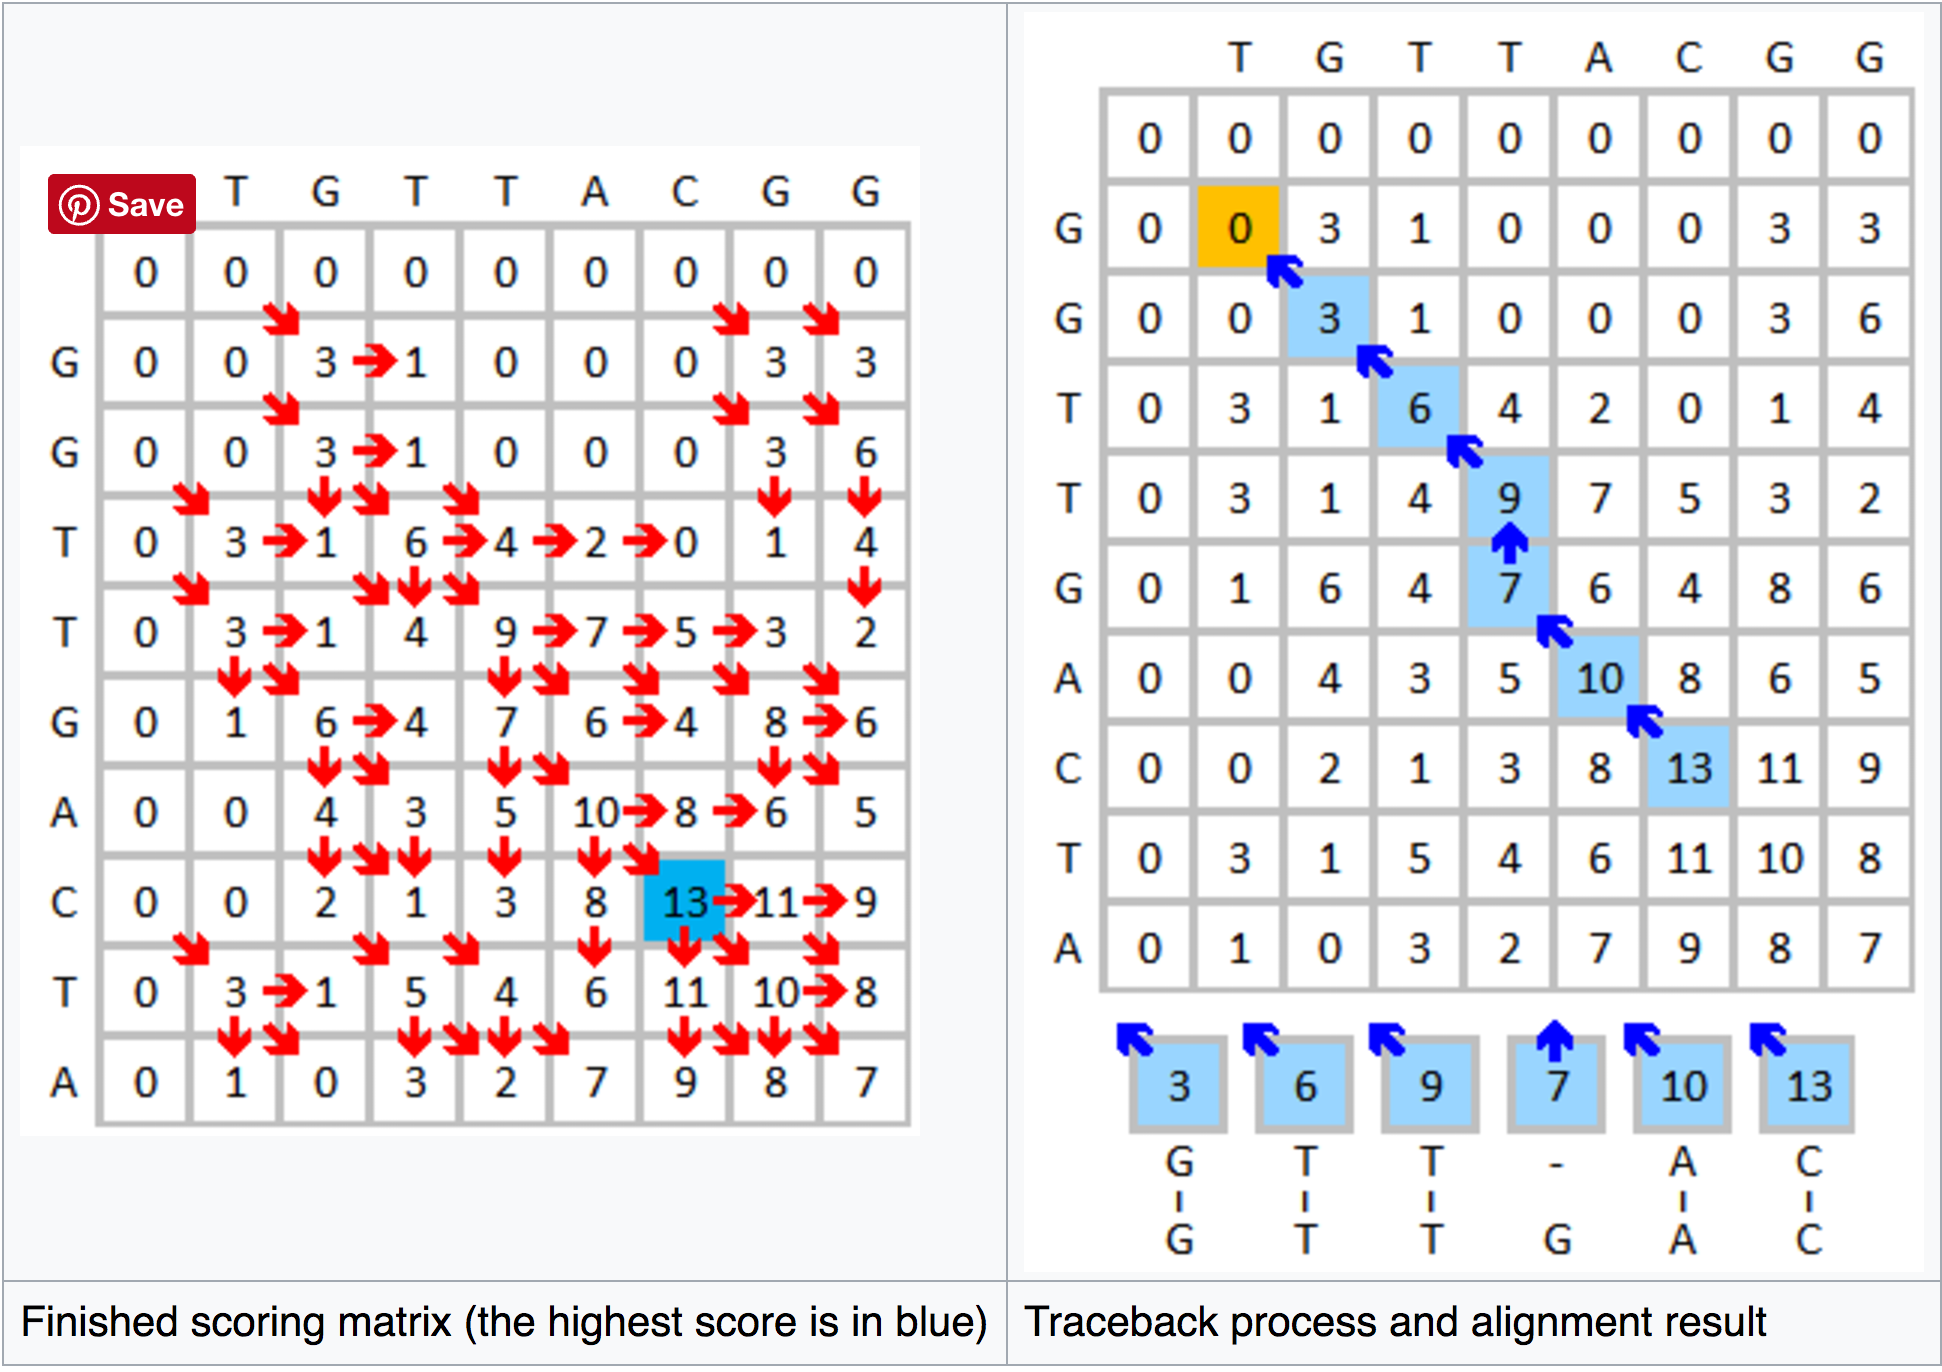 Save
T G T T A C G G
0 0 0 0 0 0 0 0 0
G 0 0 3 1 0 0 0 3 3
G 0 0 3 1 0 0 0 3 6
T 0 3 1 6 4 2 0 1 4
T 0 3 1 4 9 7 5 3 2
G 0 1 6 4 7 6 4 8 6
A 0 0 4 3 5 10 8 6 5
C 0 0 2 1 3 8 13 11 9
T 0 3 1 5 4 6 11 10 8
A 0 1 0 3 2 7 9 8 7
Finished scoring matrix (the highest score is in blue)
T G T T A C G G
0 0 0 0 0 0 0 0 0
G 0 0 3 1 0 0 0 3 3
G 0 0 3 1 0 0 0 3 6
T 0 3 1 6 4 2 0 1 4
T 0 3 1 4 9 7 5 3 2
G 0 1 6 4 7 6 4 8 6
A 0 0 4 3 5 10 8 6 5
C 0 0 2 1 3 8 13 11 9
T 0 3 1 5 4 6 11 10 8
A 0 1 0 3 2 7 9 8 7
3 6 9 7 10 13
G T T - A C
G T T G A C
Traceback process and alignment result